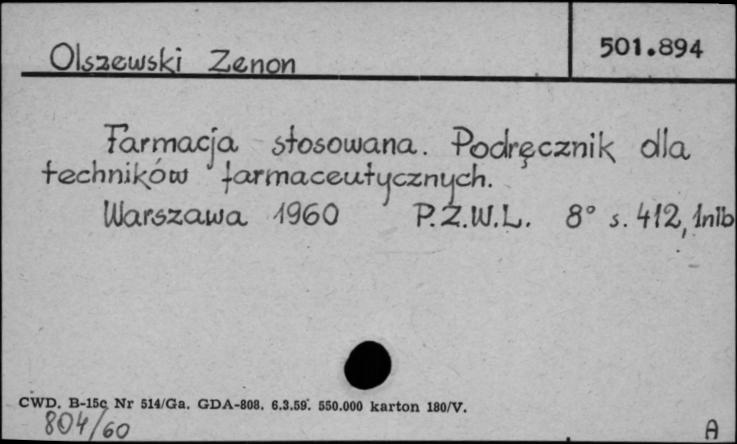 Olszewski Zenon
501.894
Farmacja stosowana. Podręcznik dla
techników farmaceutycznych.
Warszawa 1960 P.Z.W.L. 8° s. 412, 1nlb
CWD. B-15c Nr 514/Ga. GDA-808. 6.3.59. 550.000 karton 180/V.
804/60
A